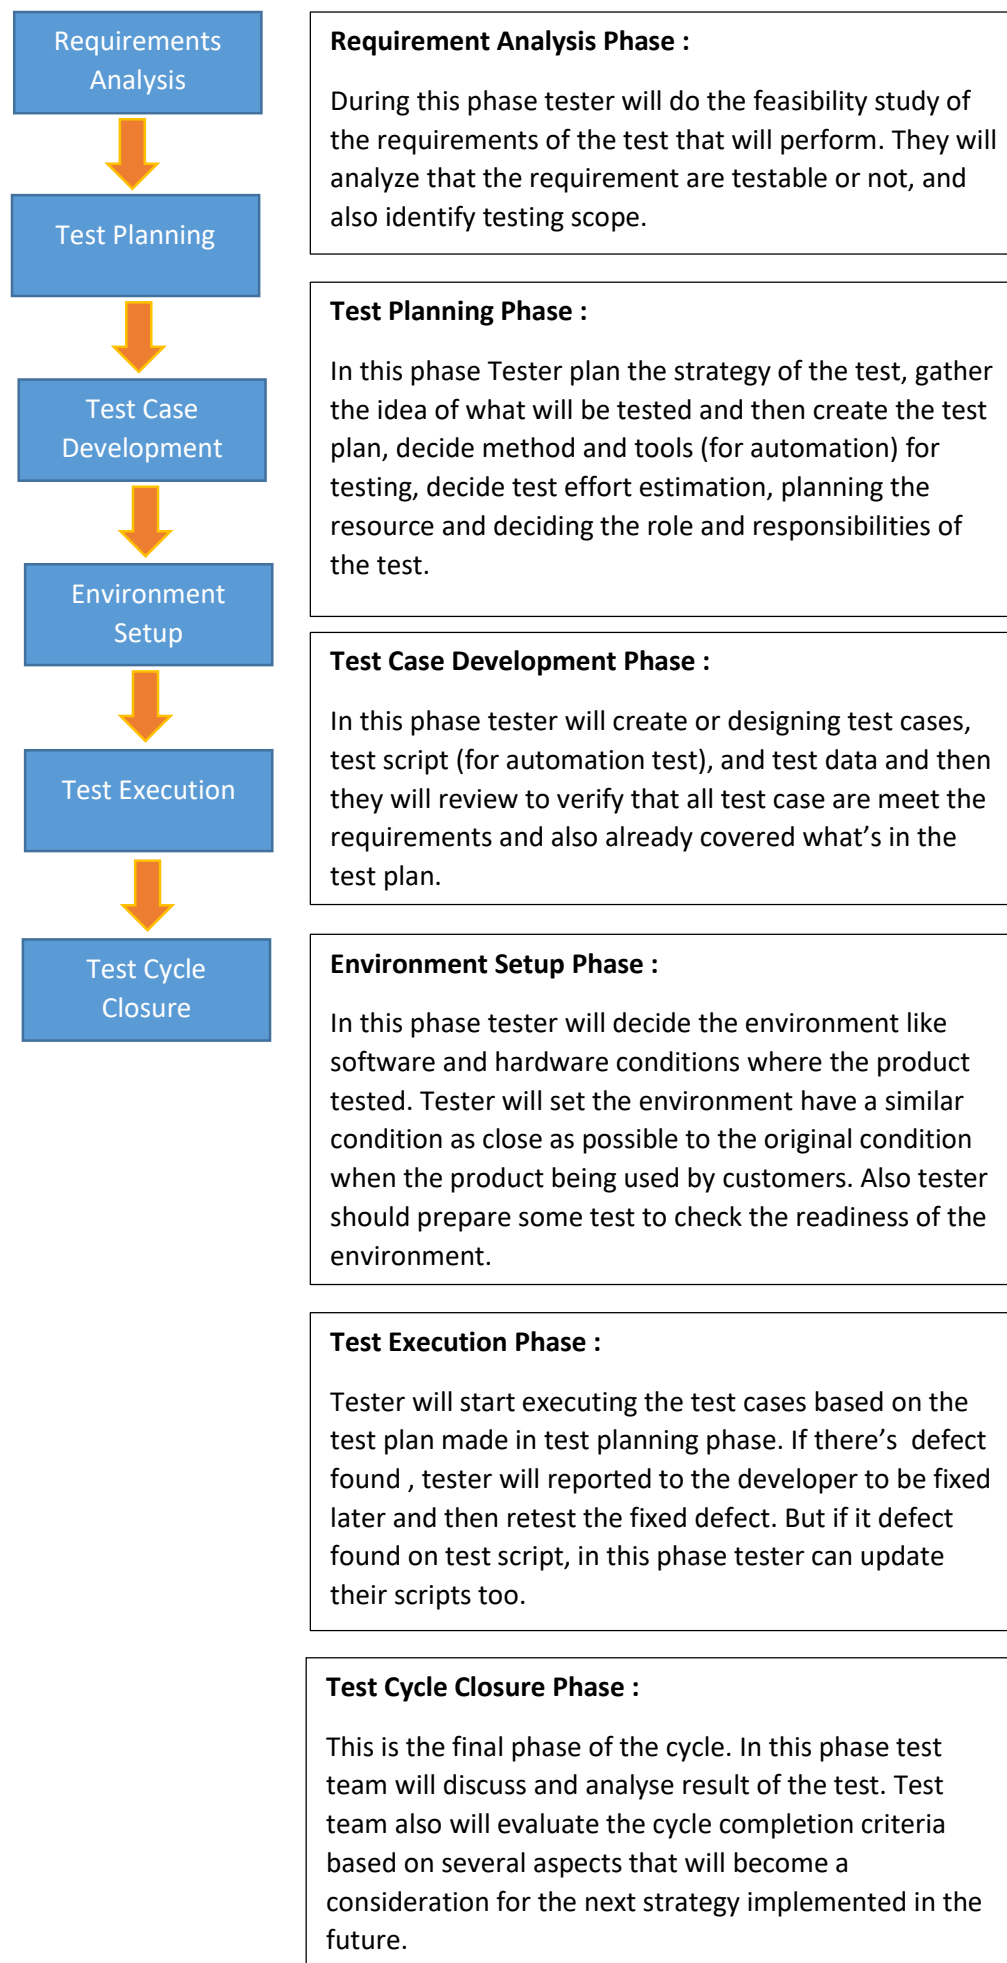 Requirements
Analysis
Test Planning
Test Case
Development
Environment
Setup
Test Execution
Test Cycle
Closure
Requirement Analysis Phase :
During this phase tester will do the feasibility study of
the requirements of the test that will perform. They will
analyze that the requirement are testable or not, and
also identify testing scope.
Test Planning Phase :
In this phase Tester plan the strategy of the test, gather
the idea of what will be tested and then create the test
plan, decide method and tools (for automation) for
testing, decide test effort estimation, planning the
resource and deciding the role and responsibilities of
the test.
Test Case Development Phase :
In this phase tester will create or designing test cases,
test script (for automation test), and test data and then
they will review to verify that all test case are meet the
requirements and also already covered what’s in the
test plan.
Environment Setup Phase :
In this phase tester will decide the environment like
software and hardware conditions where the product
tested. Tester will set the environment have a similar
condition as close as possible to the original condition
when the product being used by customers. Also tester
should prepare some test to check the readiness of the
environment.
Test Execution Phase :
Tester will start executing the test cases based on the
test plan made in test planning phase. If there’s  defect
found , tester will reported to the developer to be fixed
later and then retest the fixed defect. But if it defect
found on test script, in this phase tester can update
their scripts too.
Test Cycle Closure Phase :
This is the final phase of the cycle. In this phase test
team will discuss and analyse result of the test. Test
team also will evaluate the cycle completion criteria
based on several aspects that will become a
consideration for the next strategy implemented in the
future.